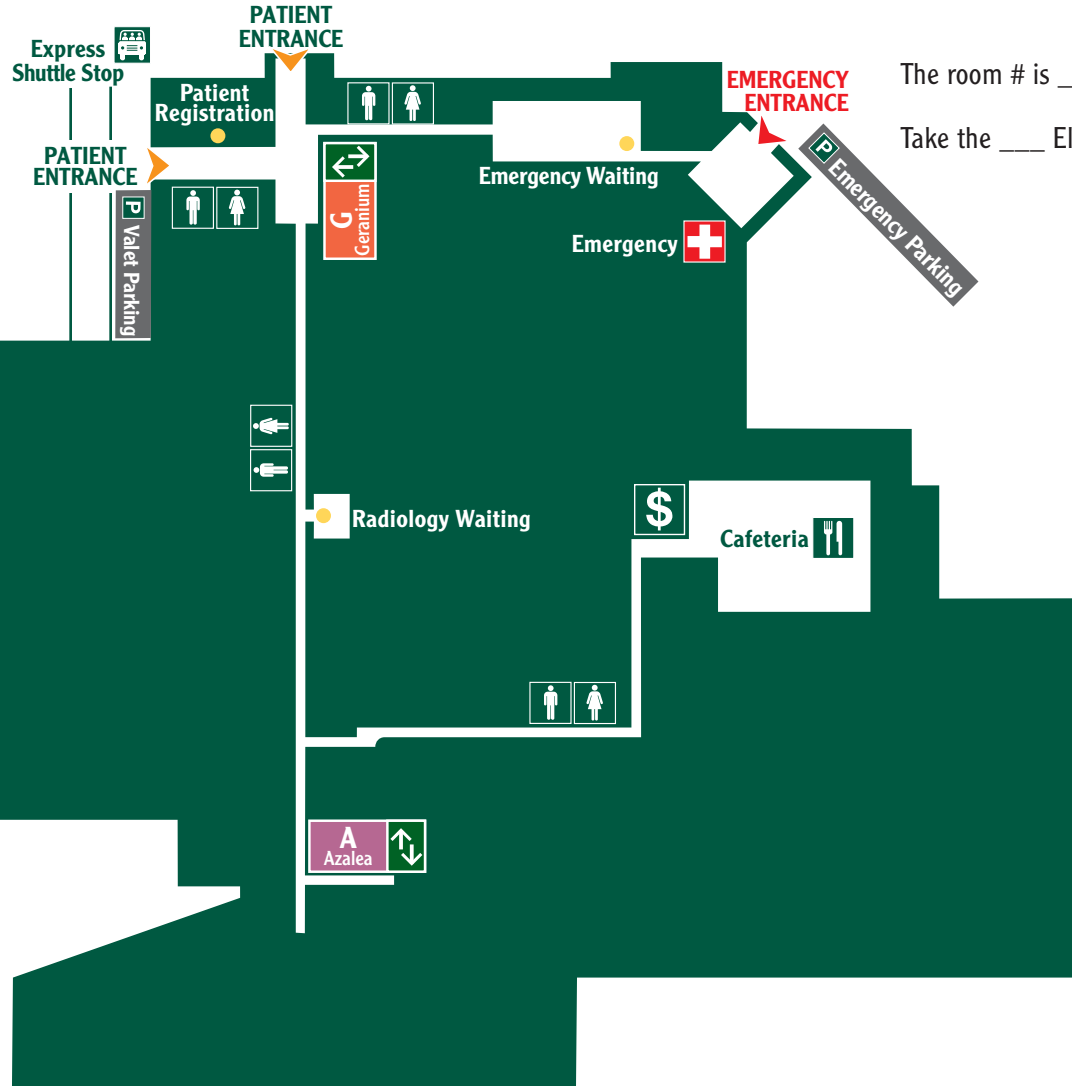 PATIENT
ENTRANCE
Express
Shuttle Stop
Patient
Registration
PATIENT
ENTRANCE
P Valet Parking
G
Geranium
EMERGENCY
ENTRANCE
P Emergency Parking
Emergency Waiting
Emergency
The room # is _
Take the ___ El
Radiology Waiting
$
Cafeteria
A
Azalea